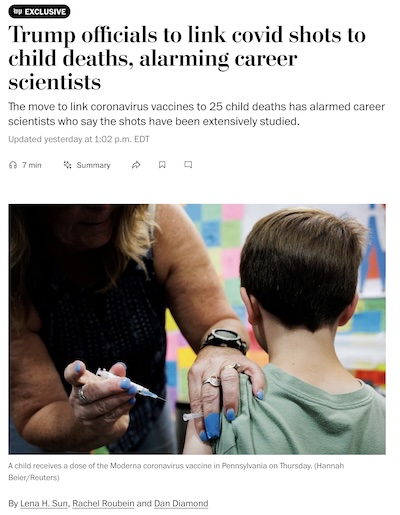 wp EXCLUSIVE
Trump officials to link covid shots to
child deaths, alarming career
scientists
The move to link coronavirus vaccines to 25 child deaths has alarmed career
scientists who say the shots have been extensively studied.
Updated yesterday at 1:02 p.m. EDT
7 min Summary
A child receives a dose of the Moderna coronavirus vaccine in Pennsylvania on Thursday. (Hannah
Beier/Reuters)
By Lena H. Sun, Rachel Roubein and Dan Diamond